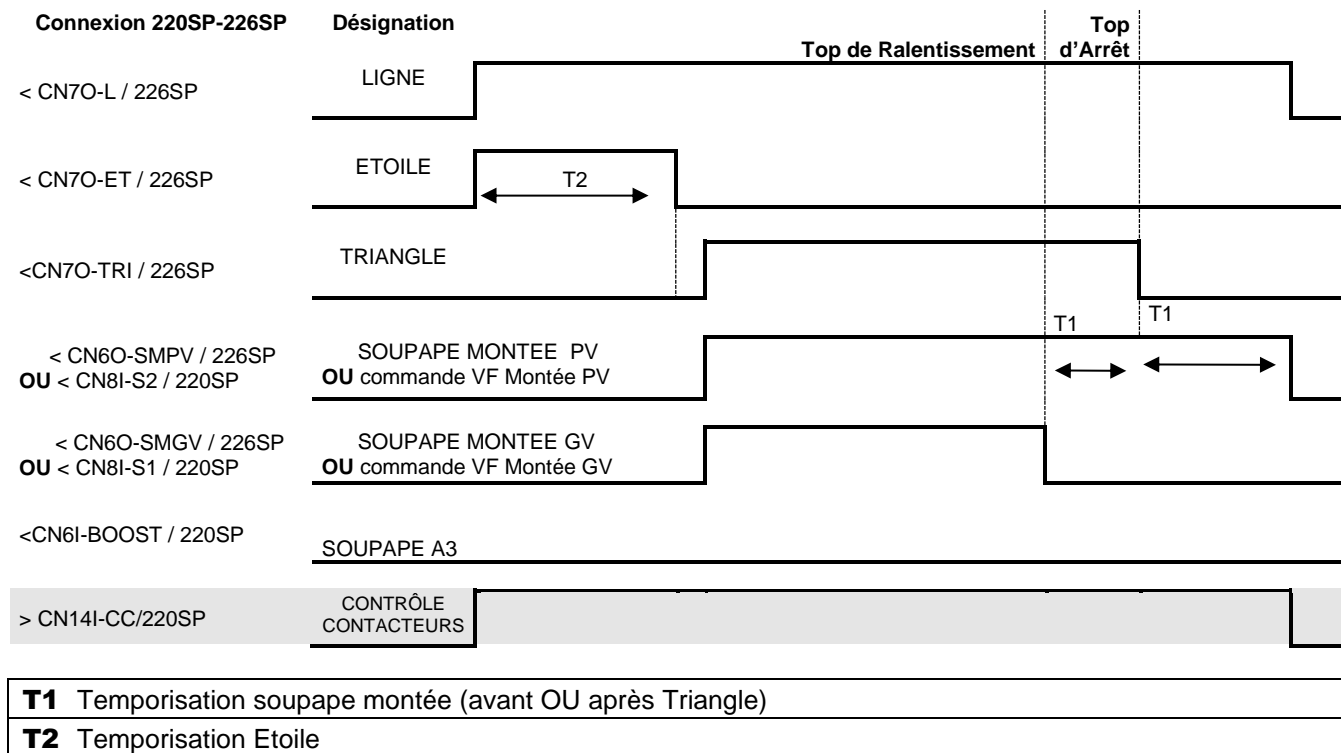 Connexion 220SP-226SP Désignation
Top de Ralentissement
Top
d'Arrêt
< CN7O-L / 226SP
LIGNE
< CN7O-ET / 226SP
ETOILE
T2
<CN7O-TRI / 226SP
TRIANGLE
T1
T1
< CN6O-SMPV / 226SP
OU < CN8I-S2 / 220SP
SOUPAPE MONTEE PV
OU commande VF Montée PV
< CN6O-SMGV / 226SP
OU < CN8I-S1 / 220SP
SOUPAPE MONTEE GV
OU commande VF Montée GV
<CN6I-BOOST / 220SP
SOUPAPE A3
> CN14I-CC/220SP
CONTRÔLE
CONTACTEURS
T1 Temporisation soupape montée (avant OU après Triangle)
T2 Temporisation Etoile